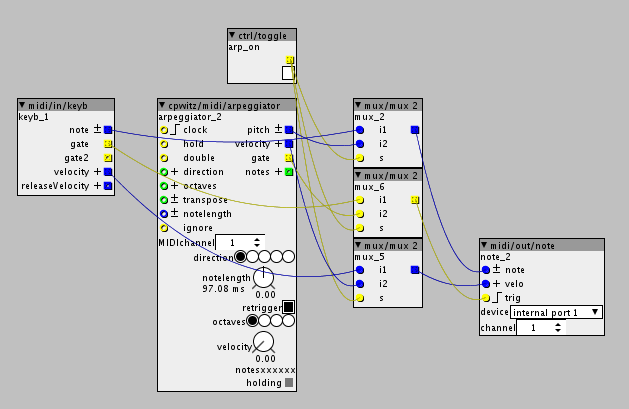 ▼ ctrl/toggle
arp_on
▼ midi/in/keyb
keyb_1
note ±
gate
gate2
velocity +
releaseVelocity +
▼ cpwitz/midi/arpeggiator
arpeggiator_2
clock pitch ±
hold velocity +
double gate
+ direction notes +
+ octaves
± transpose
± notelength
ignore
MIDIchannel 1
direction
notelength
97.08 ms 0.00
retrigger
octaves
velocity
0.00
notesxxxxxx
holding
▼ mux/mux 2
mux_2
i1
i2
s
▼ mux/mux 2
mux_6
i1
i2
s
▼ mux/mux 2
mux_5
i1
i2
s
▼ midi/out/note
note_2
± note
+ velo
trig
device internal port 1 ▼
channel 1